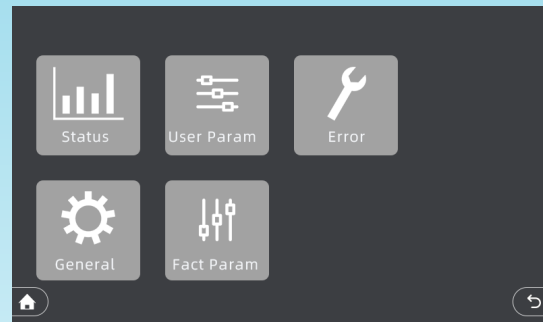 Status
User Param
Error
General
Fact Param